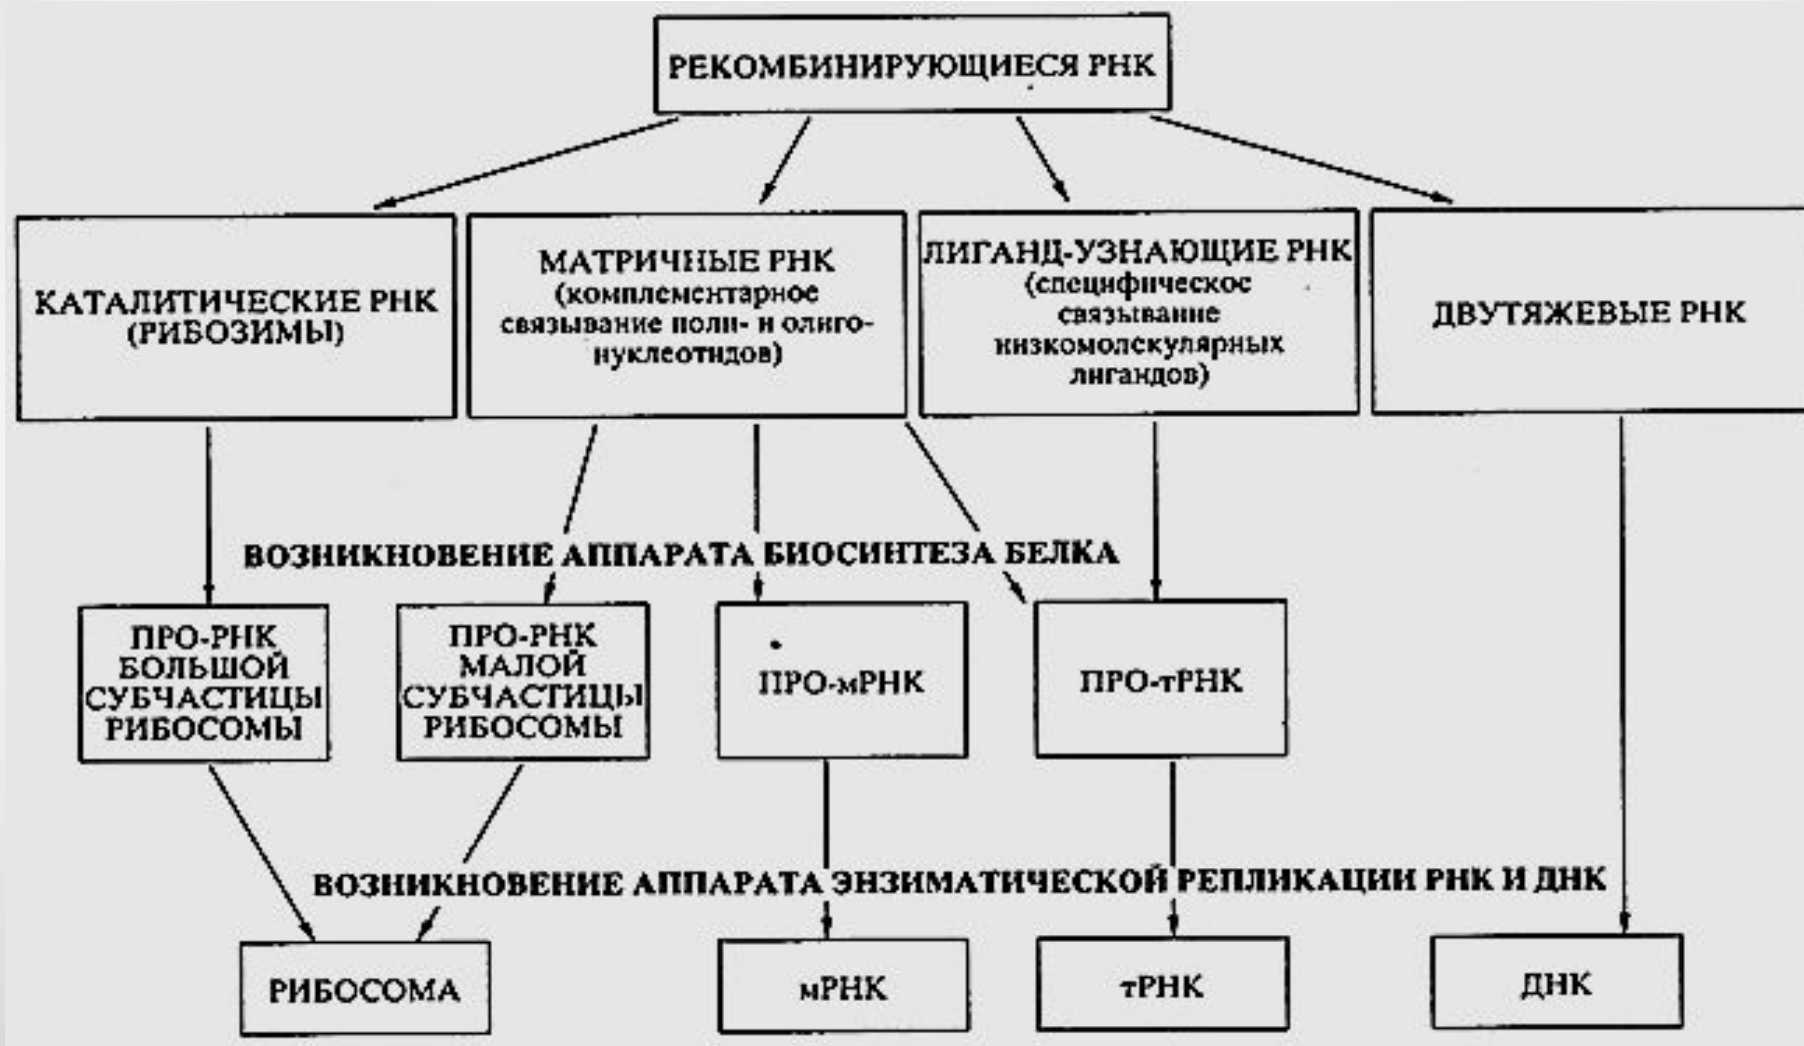 РЕКОМБИНИРУЮЩИЕСЯ РНК
КАТАЛИТИЧЕСКИЕ РНК
(РИБОЗИМЫ)
МАТРИЧНЫЕ РНК
(комплементарное
связывание поли- и олиго-
нуклеотидов)
ЛИГАНД-УЗНАЮЩИЕ РНК
(специфическое
связывание
низкомолекулярных
лигандов)
ДВУТЯЖЕВЫЕ РНК
ВОЗНИКНОВЕНИЕ АППАРАТА БИОСИНТЕЗА БЕЛКА
ПРО-РНК
БОЛЬШОЙ
СУБЧАСТИЦЫ
РИБОСОМЫ
ПРО-РНК
МАЛОЙ
СУБЧАСТИЦЫ
РИБОСОМЫ
ПРО-мРНК
ПРО-тРНК
ВОЗНИКНОВЕНИЕ АППАРАТА ЭНЗИМАТИЧЕСКОЙ РЕПЛИКАЦИИ РНК И ДНК
РИБОСОМА
мРНК
тРНК
ДНК